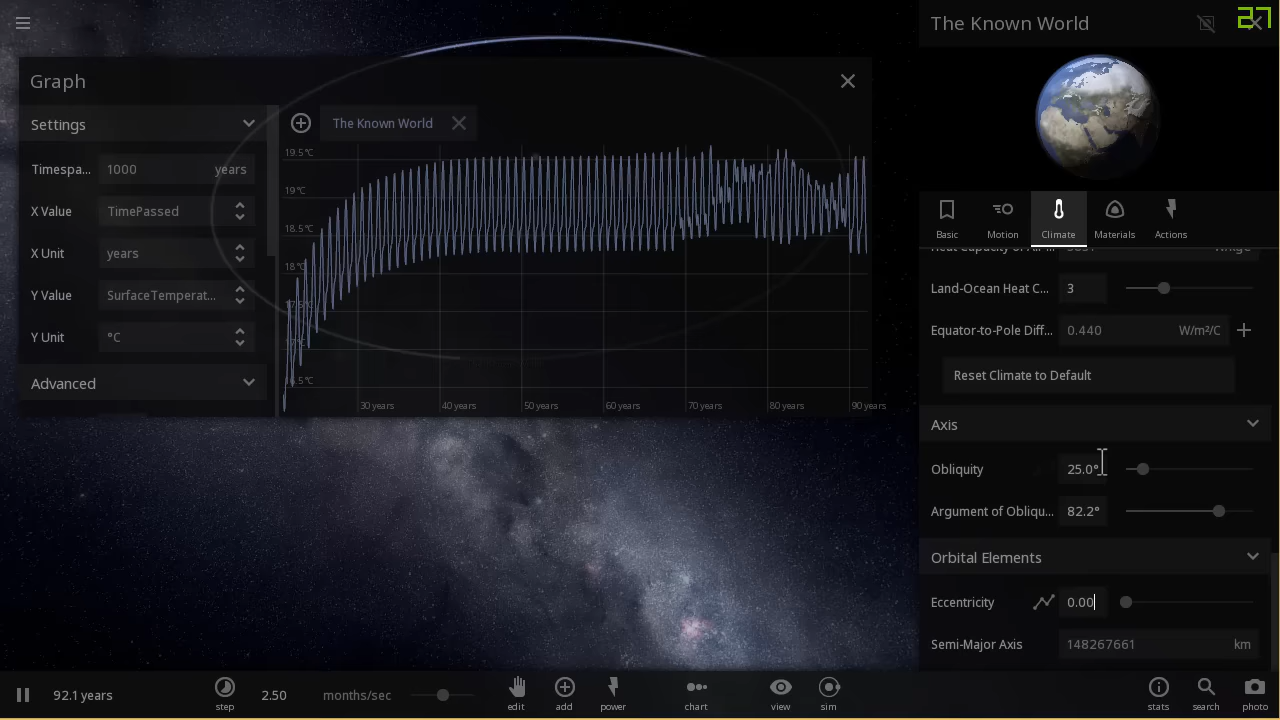 The Known World
27
Graph
Settings
The Known World
Timespa... 1000 years
X Value TimePassed
X Unit years
Y Value SurfaceTemperat...
Y Unit °C
Advanced
19.5°C
19°C
18.5°C
18°C
30 years 40 years 50 years 60 years 70 years 80 years 90 years
Basic Motion Climate Materials Actions
Land-Ocean Heat C... 3
Equator-to-Pole Diff... 0.440 W/m²/C
Reset Climate to Default
Axis
Obliquity 25.0°
Argument of Obliqu... 82.2°
Orbital Elements
Eccentricity 0.00
Semi-Major Axis 148267661 km
92.1 years
step
2.50 months/sec
edit add power chart view sim
stats search photo